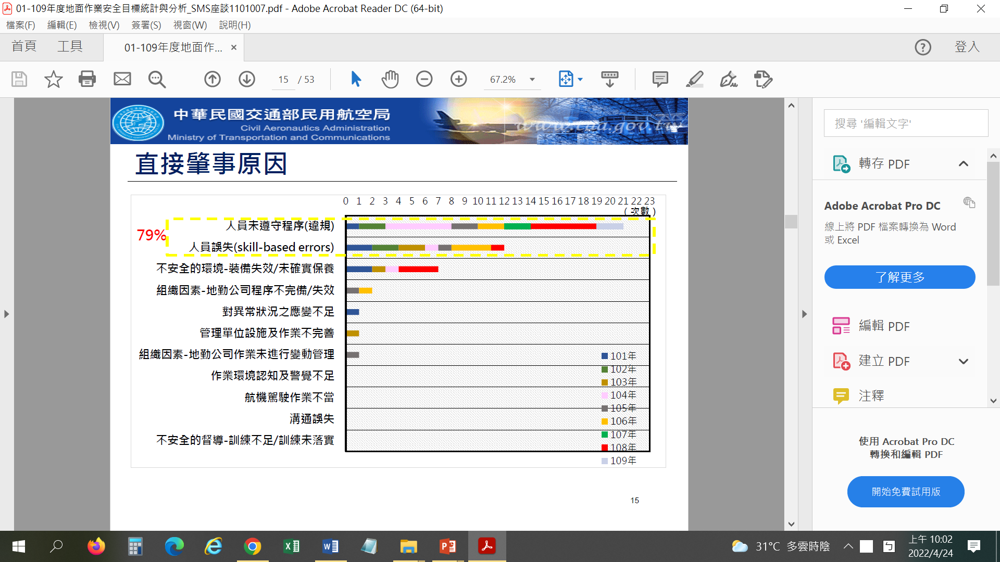 01-109年度地面作業安全目標統計與分析_SMS座談1101007.pdf - Adobe Acrobat Reader DC (64-bit)
檔案(F) 編輯(E) 檢視(V) 簽署(S) 視窗(W) 說明(H)
首頁 工具 01-109年度地面作... × 登入
15 / 53 67.2%
中華民國交通部民用航空局
Civil Aeronautics Administration
Ministry of Transportation and Communications
www.caa.gov.tw
直接肇事原因
0 1 2 3 4 5 6 7 8 9 10 11 12 13 14 15 16 17 18 19 20 21 22 23
(次數)
79%
人員未遵守程序(違規)
人員誤失(skill-based errors)
不安全的環境-裝備失效/未確實保養
組織因素-地勤公司程序不完備/失效
對異常狀況之應變不足
管理單位設施及作業不完善
組織因素-地勤公司作業未進行變動管理
作業環境認知及警覺不足
航機駕駛作業不當
溝通誤失
不安全的督導-訓練不足/訓練未落實
101年
102年
103年
104年
105年
106年
107年
108年
109年
15
搜尋 '編輯文字'
轉存 PDF
Adobe Acrobat Pro DC
線上將 PDF 檔案轉換為 Word
或 Excel
了解更多
編輯 PDF
建立 PDF
注釋
使用 Acrobat Pro DC
轉換和編輯 PDF
開始免費試用版
31°C 多雲時陰 ㄅ 上午 10:02
2022/4/24